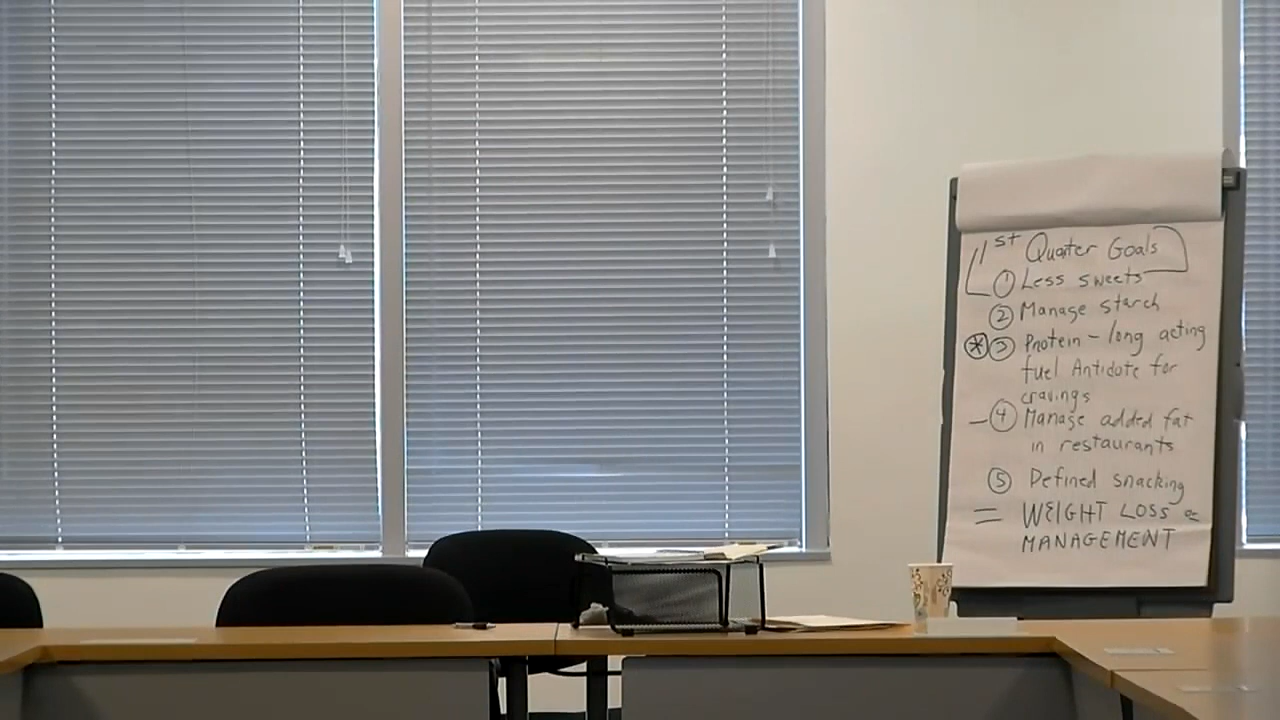 1st Quarter Goals
① Less sweets
② Manage starch
* ③ Protein - long acting
fuel Antidote for
cravings
- ④ Manage added fat
in restaurants
⑤ Defined snacking
= WEIGHT LOSS or
MANAGEMENT